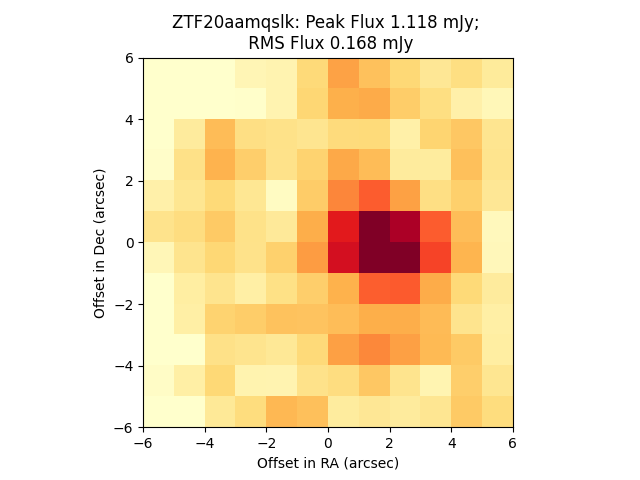 ZTF20aamqslk: Peak Flux 1.118 mJy;
RMS Flux 0.168 mJy
6
4
2
0
−2
−4
−6
Offset in Dec (arcsec)
−6 −4 −2 0 2 4 6
Offset in RA (arcsec)